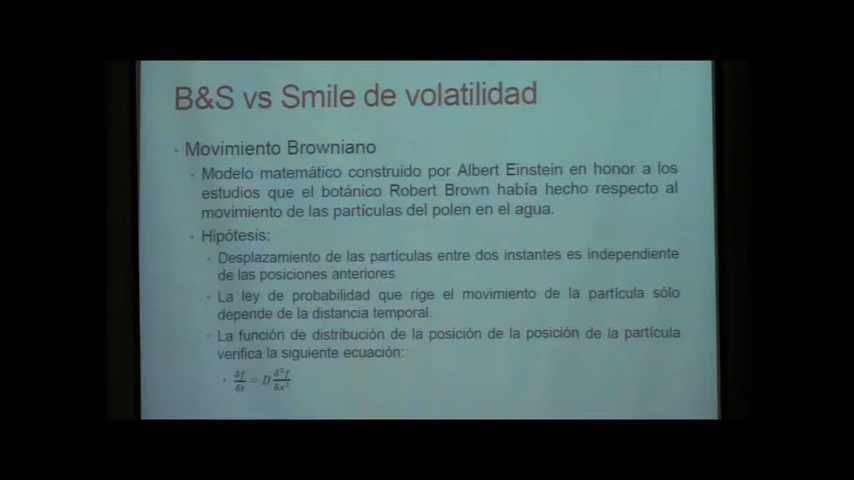 B&S vs Smile de volatilidad
Movimiento Browniano
Modelo matemático construido por Albert Einstein en honor a los
estudios que el botánico Robert Brown había hecho respecto al
movimiento de las partículas del polen en el agua.
Hipótesis:
Desplazamiento de las partículas entre dos instantes es independiente
de las posiciones anteriores
La ley de probabilidad que rige el movimiento de la partícula sólo
depende de la distancia temporal.
La función de distribución de la posición de la posición de la partícula
verifica la siguiente ecuación:
δf/δt = D δ²f/δx²